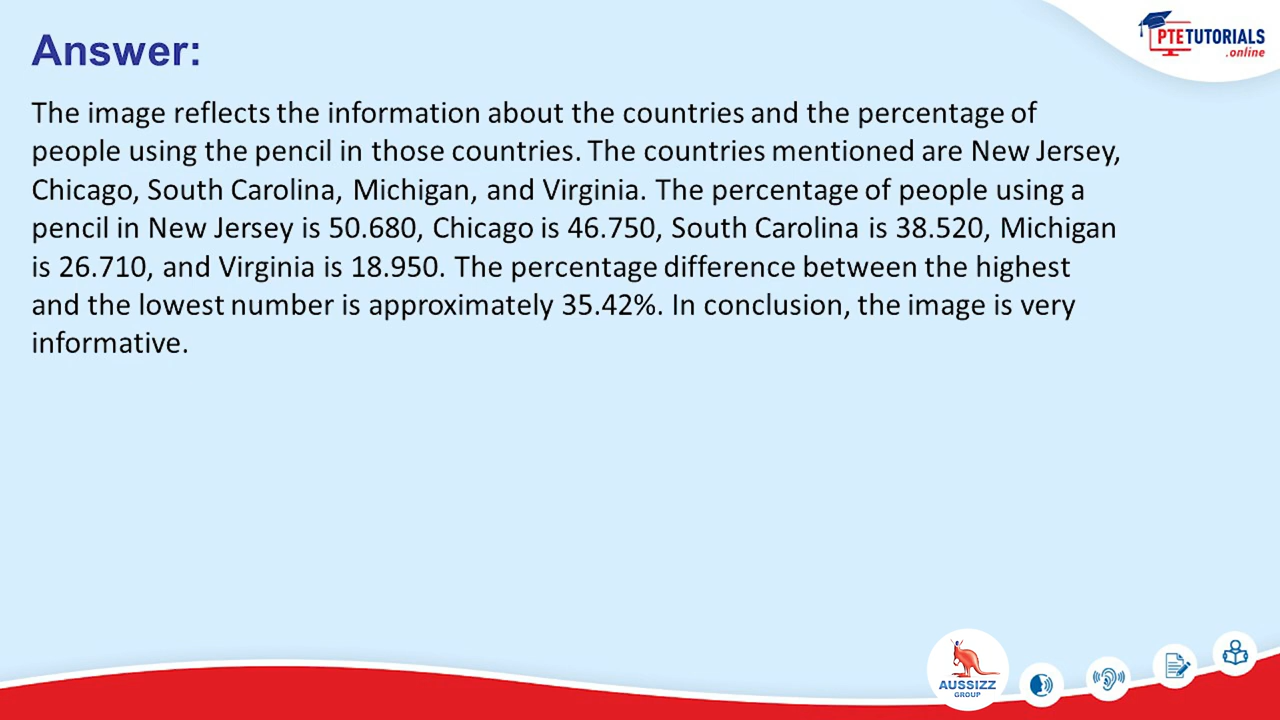 PTETUTORIALS
.online
Answer:
The image reflects the information about the countries and the percentage of
people using the pencil in those countries. The countries mentioned are New Jersey,
Chicago, South Carolina, Michigan, and Virginia. The percentage of people using a
pencil in New Jersey is 50.680, Chicago is 46.750, South Carolina is 38.520, Michigan
is 26.710, and Virginia is 18.950. The percentage difference between the highest
and the lowest number is approximately 35.42%. In conclusion, the image is very
informative.
AUSSIZZ
GROUP